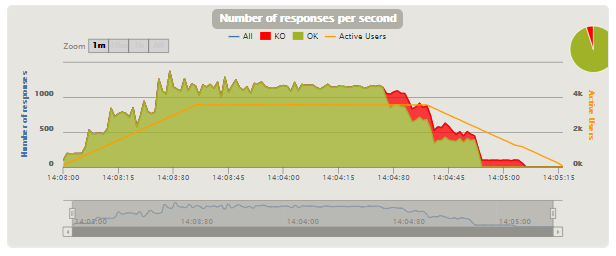 Number of responses per second
All KO OK Active Users
Zoom 1m
Number of responses
1000
500
0
Active Users
4k
2k
0k
14:03:00 14:03:15 14:03:30 14:03:45 14:04:00 14:04:15 14:04:30 14:04:45 14:05:00 14:05:15
14:03:00 14:03:30 14:04:00 14:04:30 14:05:00